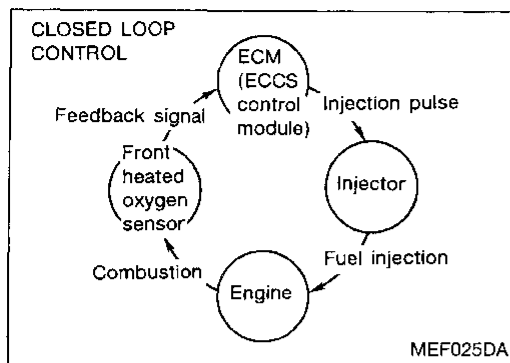 CLOSED LOOP
CONTROL
ECM
(ECCS
control
module)
Feedback signal
Injection pulse
Front
heated
oxygen
sensor
Injector
Combustion
Fuel injection
Engine
MEF025DA